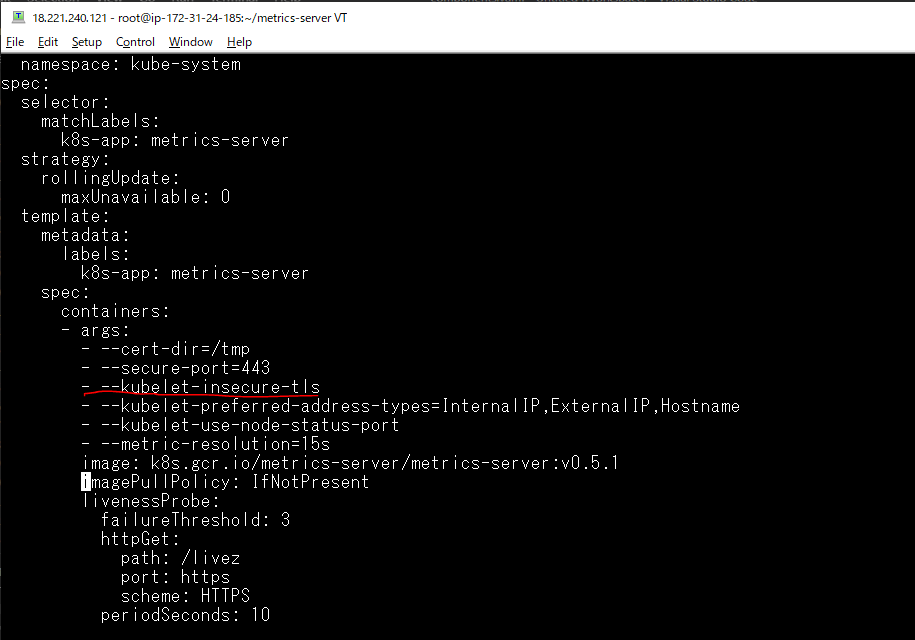 18.221.240.121 - root@ip-172-31-24-185:~/metrics-server VT
File Edit Setup Control Window Help
  namespace: kube-system
spec:
  selector:
    matchLabels:
      k8s-app: metrics-server
  strategy:
    rollingUpdate:
      maxUnavailable: 0
  template:
    metadata:
      labels:
        k8s-app: metrics-server
    spec:
      containers:
      - args:
        - --cert-dir=/tmp
        - --secure-port=443
        - --kubelet-insecure-tls
        - --kubelet-preferred-address-types=InternalIP,ExternalIP,Hostname
        - --kubelet-use-node-status-port
        - --metric-resolution=15s
        image: k8s.gcr.io/metrics-server/metrics-server:v0.5.1
        imagePullPolicy: IfNotPresent
        livenessProbe:
          failureThreshold: 3
          httpGet:
            path: /livez
            port: https
            scheme: HTTPS
          periodSeconds: 10